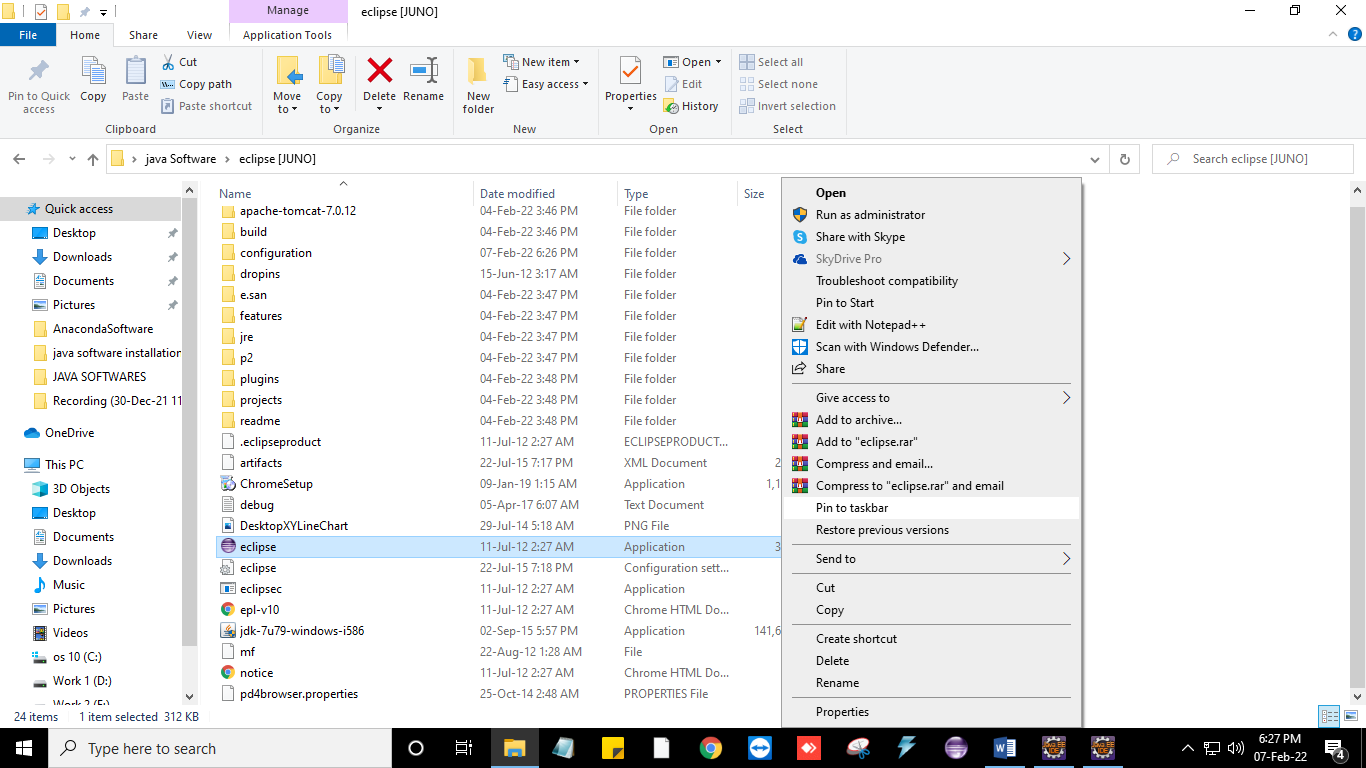 Manage
eclipse [JUNO]
File
Home
Share
View
Application Tools
Pin to Quick access
Copy
Paste
Cut
Copy path
Paste shortcut
Clipboard
Move to
Copy to
Delete
Rename
Organize
New folder
New item
Easy access
New
Properties
Open
Edit
History
Open
Select all
Select none
Invert selection
Select
java Software
eclipse [JUNO]
Search eclipse [JUNO]
Quick access
Desktop
Downloads
Documents
Pictures
AnacondaSoftware
java software installation
JAVA SOFTWARES
Recording (30-Dec-21 11
OneDrive
This PC
3D Objects
Desktop
Documents
Downloads
Music
Pictures
Videos
os 10 (C:)
Work 1 (D:)
Work 2 (E:)
Name Date modified Type Size
apache-tomcat-7.0.12 04-Feb-22 3:46 PM File folder
build 04-Feb-22 3:46 PM File folder
configuration 07-Feb-22 6:26 PM File folder
dropins 15-Jun-12 3:17 AM File folder
e.san 04-Feb-22 3:47 PM File folder
features 04-Feb-22 3:47 PM File folder
jre 04-Feb-22 3:47 PM File folder
p2 04-Feb-22 3:47 PM File folder
plugins 04-Feb-22 3:48 PM File folder
projects 04-Feb-22 3:48 PM File folder
readme 04-Feb-22 3:48 PM File folder
.eclipseproduct 11-Jul-12 2:27 AM ECLIPSEPRODUCT...
artifacts 22-Jul-15 7:17 PM XML Document 2
ChromeSetup 09-Jan-19 1:15 AM Application 1,1
debug 05-Apr-17 6:07 AM Text Document
DesktopXYLineChart 29-Jul-14 5:18 AM PNG File
eclipse 11-Jul-12 2:27 AM Application 3
eclipse 22-Jul-15 7:18 PM Configuration sett...
eclipsec 11-Jul-12 2:27 AM Application
epl-v10 11-Jul-12 2:27 AM Chrome HTML Do...
jdk-7u79-windows-i586 02-Sep-15 5:57 PM Application 141,6
mf 22-Aug-12 1:28 AM File
notice 11-Jul-12 2:27 AM Chrome HTML Do...
pd4browser.properties 25-Oct-14 2:48 AM PROPERTIES File
Open
Run as administrator
Share with Skype
SkyDrive Pro
Troubleshoot compatibility
Pin to Start
Edit with Notepad++
Scan with Windows Defender...
Share
Give access to
Add to archive...
Add to "eclipse.rar"
Compress and email...
Compress to "eclipse.rar" and email
Pin to taskbar
Restore previous versions
Send to
Cut
Copy
Create shortcut
Delete
Rename
Properties
24 items 1 item selected 312 KB
Type here to search
6:27 PM
07-Feb-22
4